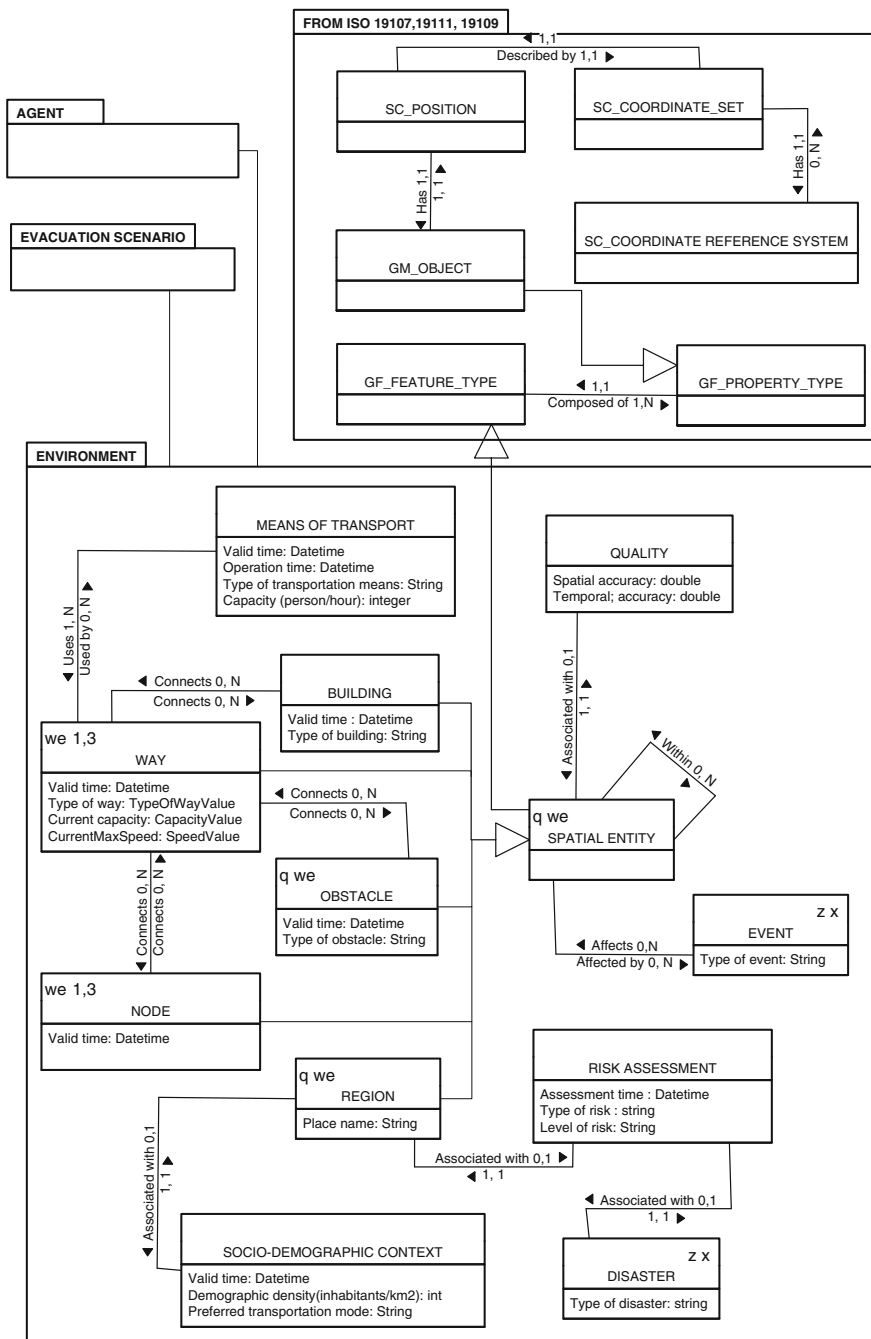 FROM ISO 19107,19111, 19109
1,1
Described by 1,1
SC_POSITION
SC_COORDINATE_SET
AGENT
Has 1,1
1, 1
Has 1,1
0, N
EVACUATION SCENARIO
SC_COORDINATE REFERENCE SYSTEM
GM_OBJECT
GF_FEATURE_TYPE
1,1
Composed of 1,N
GF_PROPERTY_TYPE
ENVIRONMENT
MEANS OF TRANSPORT
Valid time: Datetime
Operation time: Datetime
Type of transportation means: String
Capacity (person/hour): integer
QUALITY
Spatial accuracy: double
Temporal; accuracy: double
Uses 1, N
Used by 0, N
Connects 0, N
Connects 0, N
BUILDING
Valid time : Datetime
Type of building: String
Associated with 0,1
1, 1
Within 0, N
we 1,3
WAY
Valid time: Datetime
Type of way: TypeOfWayValue
Current capacity: CapacityValue
CurrentMaxSpeed: SpeedValue
Connects 0, N
Connects 0, N
q we
SPATIAL ENTITY
q we
OBSTACLE
Valid time: Datetime
Type of obstacle: String
Connects 0, N
Connects 0, N
z x
EVENT
Type of event: String
Affects 0,N
Affected by 0, N
we 1,3
NODE
Valid time: Datetime
RISK ASSESSMENT
Assessment time : Datetime
Type of risk : string
Level of risk: String
q we
REGION
Place name: String
Associated with 0,1
1, 1
Associated with 0,1
1, 1
Associated with 0,1
1, 1
SOCIO-DEMOGRAPHIC CONTEXT
Valid time: Datetime
Demographic density(inhabitants/km2): int
Preferred transportation mode: String
z x
DISASTER
Type of disaster: string